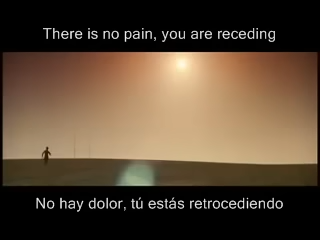 There is no pain, you are receding
No hay dolor, tú estás retrocediendo